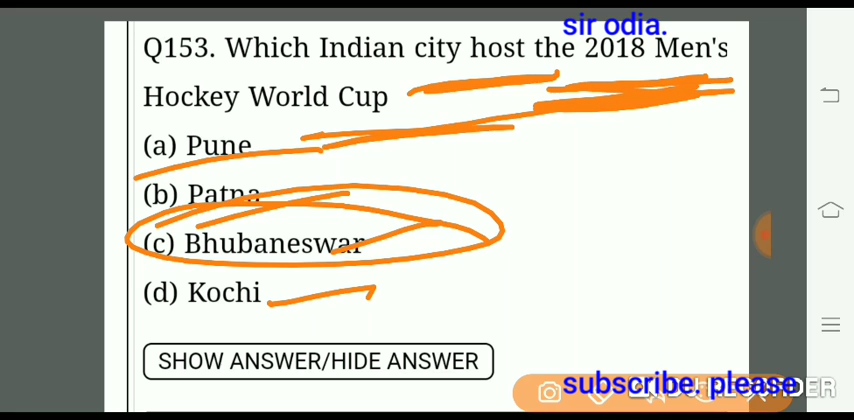 sir odia.
Q153. Which Indian city host the 2018 Men's
Hockey World Cup
(a) Pune
(b) Patna
(c) Bhubaneswar
(d) Kochi
SHOW ANSWER/HIDE ANSWER
subscribe. please